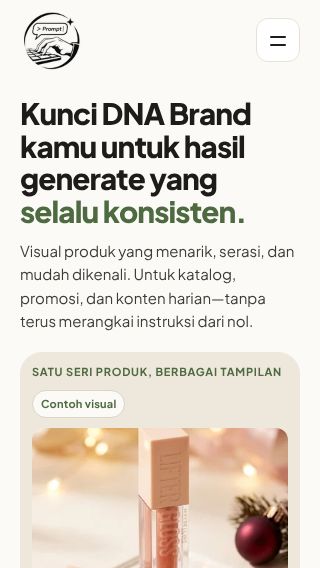 > Prompt |
Kunci DNA Brand
kamu untuk hasil
generate yang
selalu konsisten.
Visual produk yang menarik, serasi, dan
mudah dikenali. Untuk katalog,
promosi, dan konten harian—tanpa
terus merangkai instruksi dari nol.
SATU SERI PRODUK, BERBAGAI TAMPILAN
Contoh visual
LIFTER
GLOSS